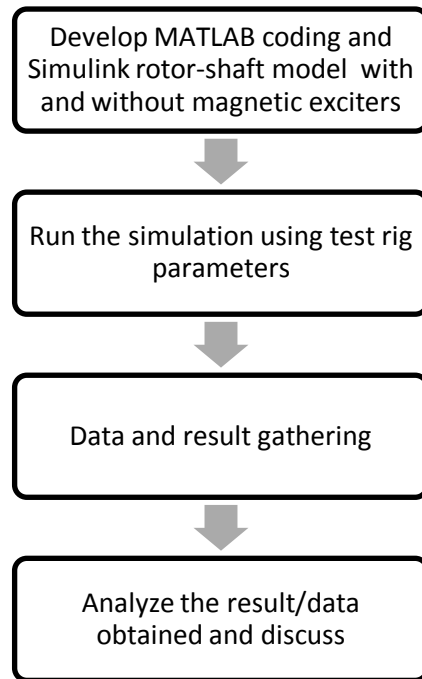 Develop MATLAB coding and
Simulink rotor-shaft model with
and without magnetic exciters
Run the simulation using test rig
parameters
Data and result gathering
Analyze the result/data
obtained and discuss